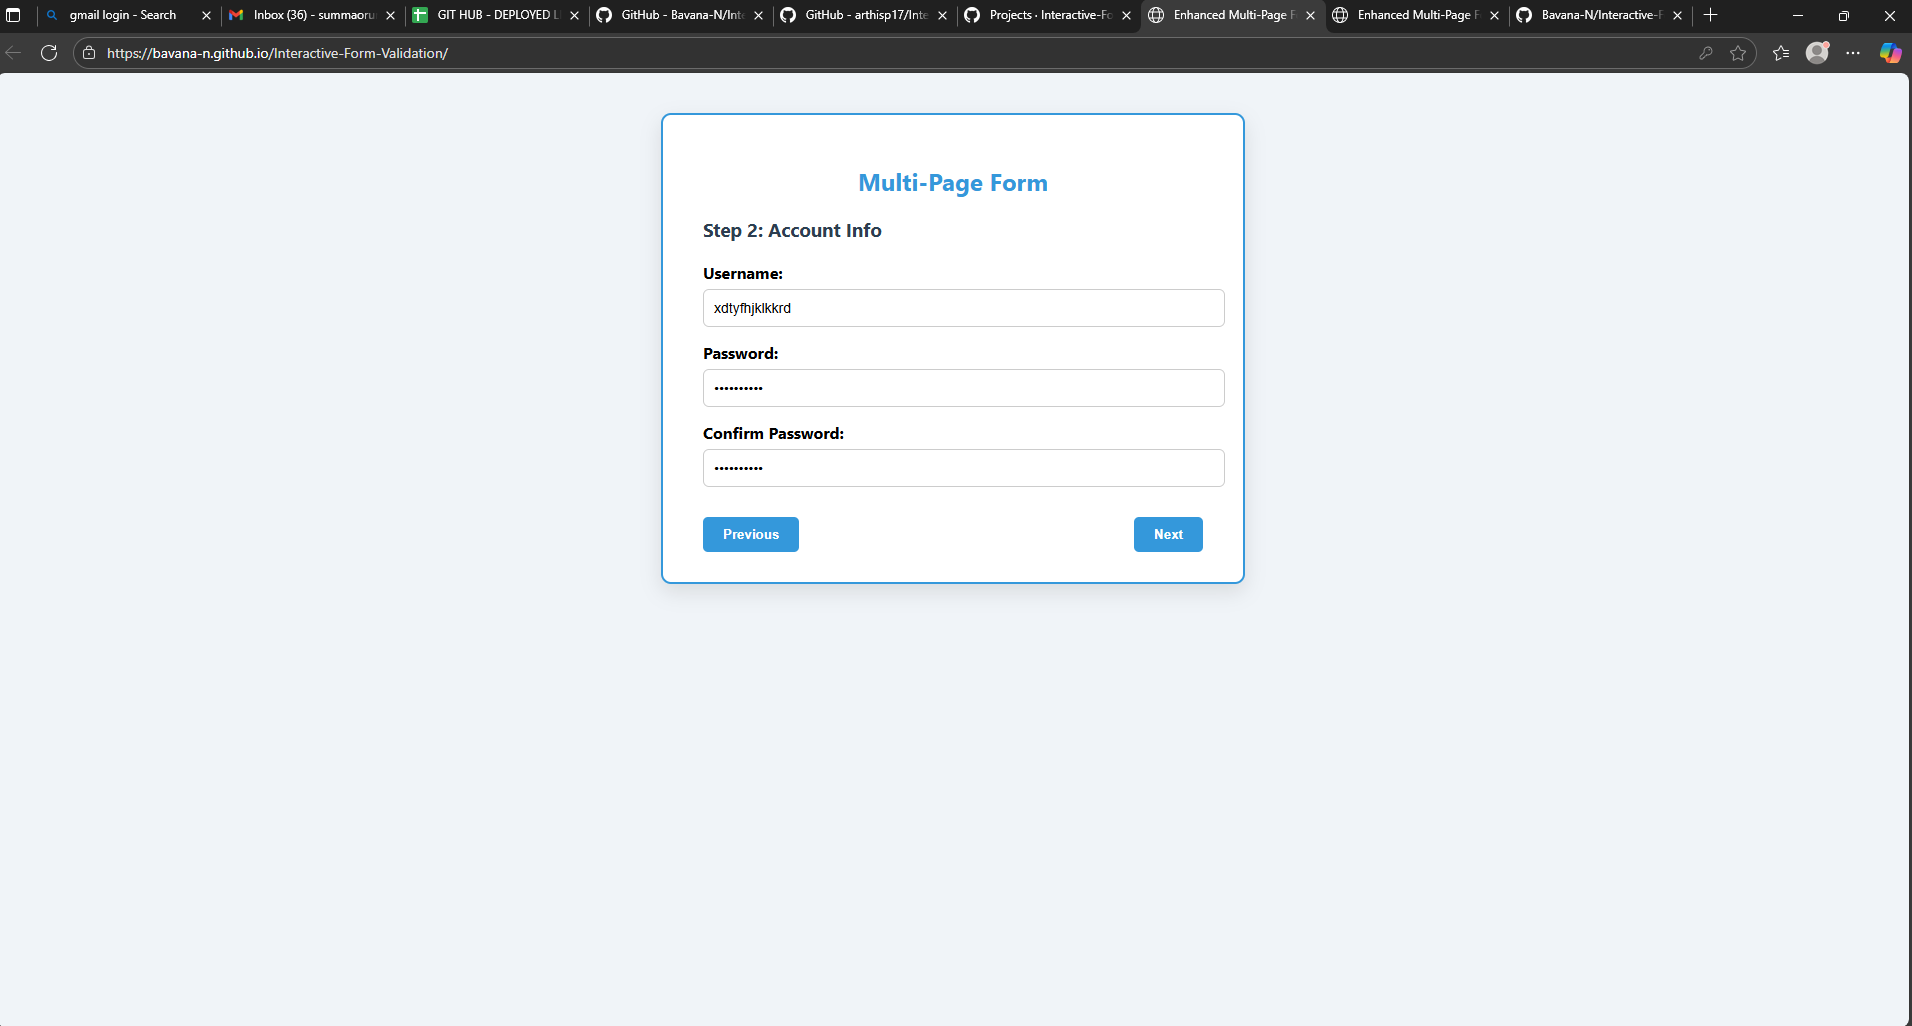 gmail login - Search
Inbox (36) - summaoru
GIT HUB - DEPLOYED L
GitHub - Bavana-N/Inte
GitHub - arthisp17/Inte
Projects · Interactive-Fo
Enhanced Multi-Page F
Enhanced Multi-Page F
Bavana-N/Interactive-F
https://bavana-n.github.io/Interactive-Form-Validation/
Multi-Page Form
Step 2: Account Info
Username:
xdtyfhjklkkrd
Password:
••••••••••
Confirm Password:
••••••••••
Previous
Next